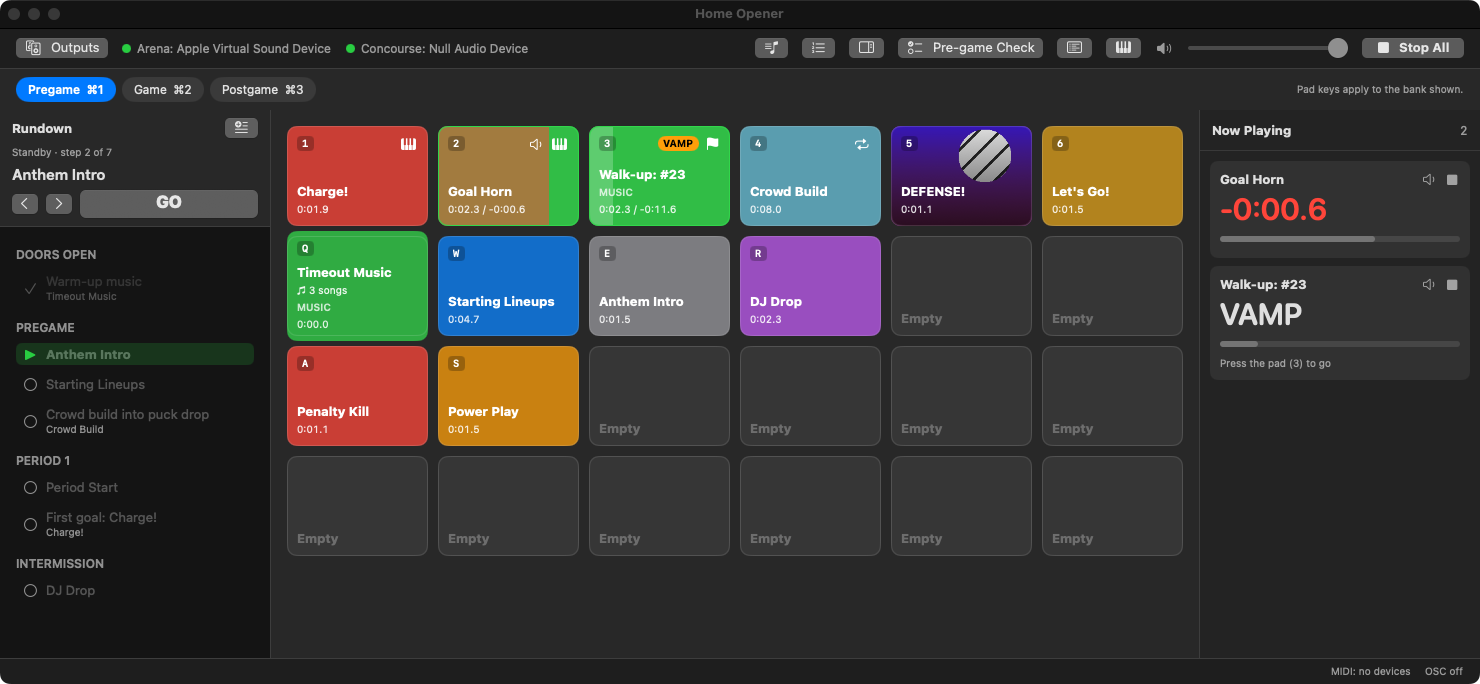 Home Opener
Outputs
Arena: Apple Virtual Sound Device
Concourse: Null Audio Device
Pre-game Check
Stop All
Pregame ⌘1
Game ⌘2
Postgame ⌘3
Pad keys apply to the bank shown.
Rundown
Standby · step 2 of 7
Anthem Intro
GO
DOORS OPEN
Warm-up music
Timeout Music
PREGAME
Anthem Intro
Starting Lineups
Crowd build into puck drop
Crowd Build
PERIOD 1
Period Start
First goal: Charge!
Charge!
INTERMISSION
DJ Drop
1
Charge!
0:01.9
2
Goal Horn
0:02.3 / -0:00.6
3
VAMP
Walk-up: #23
MUSIC
0:02.3 / -0:11.6
4
Crowd Build
0:08.0
5
DEFENSE!
0:01.1
6
Let's Go!
0:01.5
Q
Timeout Music
3 songs
MUSIC
0:00.0
W
Starting Lineups
0:04.7
E
Anthem Intro
0:01.5
R
DJ Drop
0:02.3
Empty
Empty
A
Penalty Kill
0:01.1
S
Power Play
0:01.5
Empty
Empty
Empty
Empty
Empty
Empty
Empty
Empty
Empty
Empty
Now Playing
2
Goal Horn
-0:00.6
Walk-up: #23
VAMP
Press the pad (3) to go
MIDI: no devices
OSC off